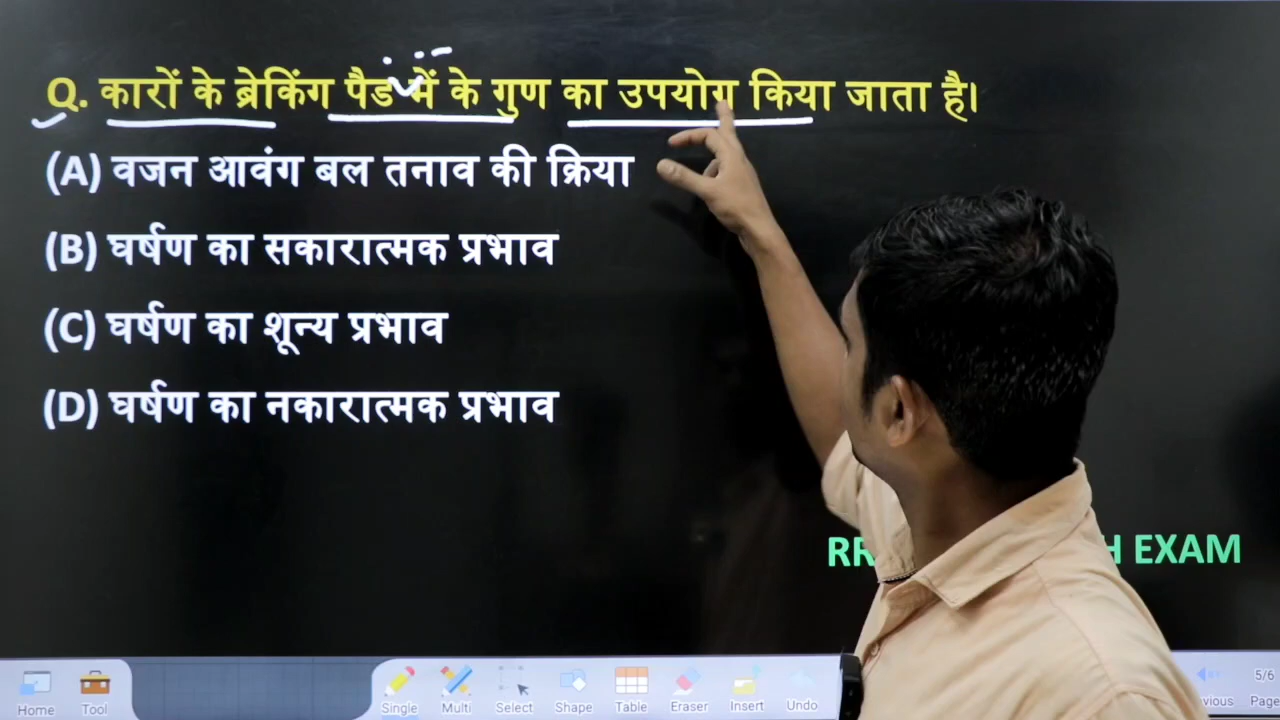 Q. कारों के ब्रेकिंग पैड में के गुण का उपयोग किया जाता है।
(A) वजन आवंग बल तनाव की क्रिया
(B) घर्षण का सकारात्मक प्रभाव
(C) घर्षण का शून्य प्रभाव
(D) घर्षण का नकारात्मक प्रभाव
EXAM
Home Tool Single Multi Select Shape Table Eraser Insert Undo Page
5/6